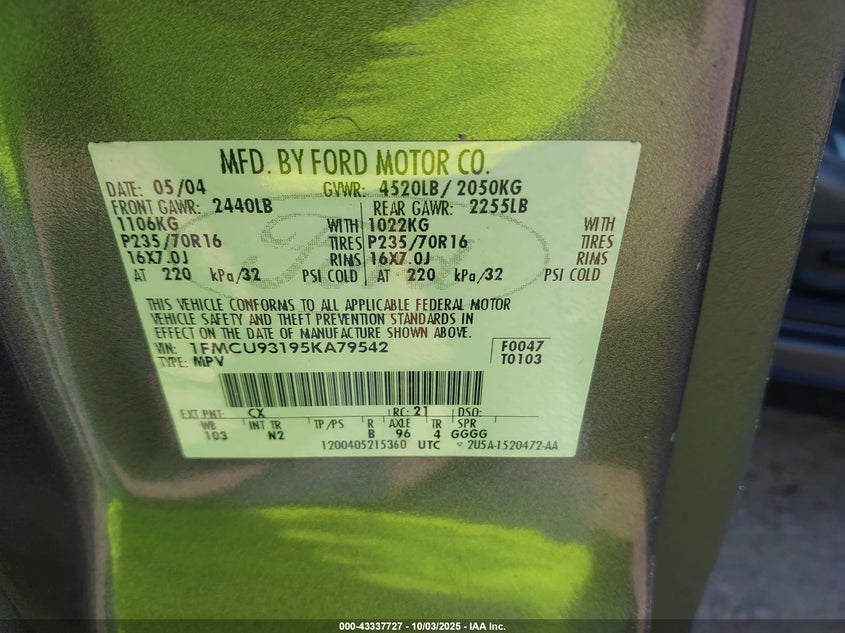 MFD. BY FORD MOTOR CO.
DATE: 05/04 GVWR: 4520LB/ 2050KG
FRONT GAWR: 2440LB REAR GAWR: 2255LB
1106KG WITH 1022KG WITH
P235/70R16 TIRES P235/70R16 TIRES
16X7.0J RIMS 16X7.0J RIMS
AT 220 kPa/32 PSI COLD AT 220 kPa/32 PSI COLD
Ford
THIS VEHICLE CONFORMS TO ALL APPLICABLE FEDERAL MOTOR
VEHICLE SAFETY AND THEFT PREVENTION STANDARDS IN
EFFECT ON THE DATE OF MANUFACTURE SHOWN ABOVE.
VIN: 1FMCU93195KA79542 F0047
TYPE: MPV T0103
EXT PNT: CX RC: 21 DSO:
WB INT TR TP/PS R AXLE TR SPR
103 N2 B 96 4 GGGG
1200405215360 UTC 2U5A-1520472-AA
000-43337727 - 10/03/2025 - IAA Inc.